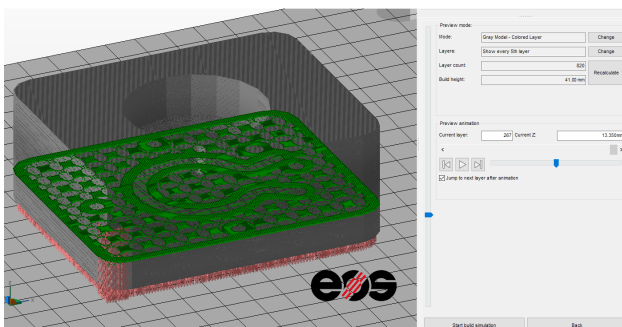 Preview mode:
Mode: Gray Model - Colored Layer Change
Layers: Show every 5th layer Change
Layer count: 820
Recalculate
Build height: 41.00 mm
Preview animation
Current layer: 267 Current Z: 13.350mm
< >
Jump to next layer after animation
eos
Start build simulation Back